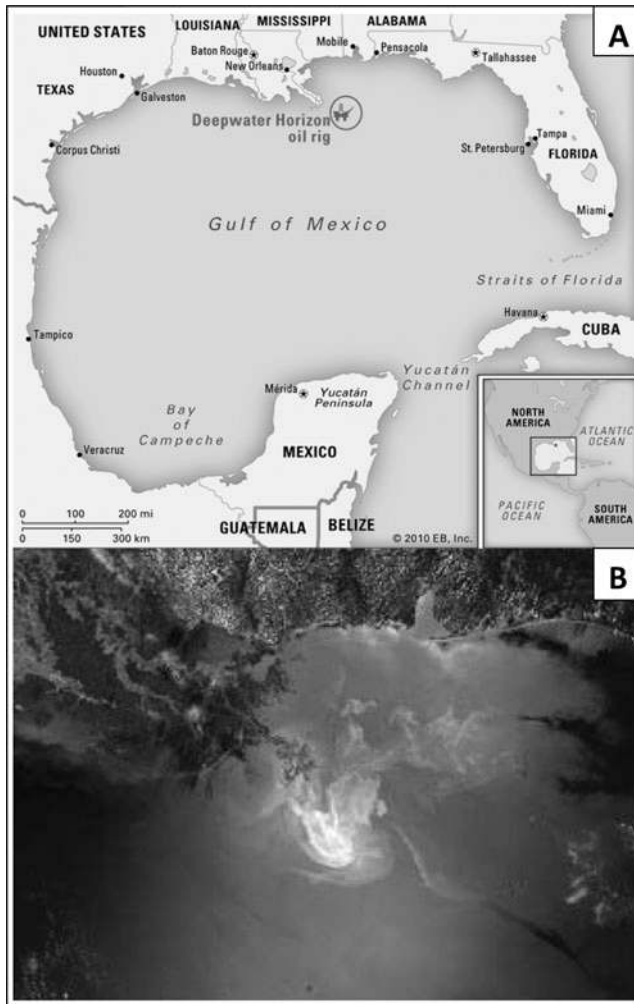 A
UNITED STATES
LOUISIANA
MISSISSIPPI
ALABAMA
Baton Rouge
Mobile
Pensacola
Tallahassee
Houston
New Orleans
TEXAS
Galveston
Deepwater Horizon
oil rig
Corpus Christi
Tampa
St. Petersburg
FLORIDA
Gulf of Mexico
Miami
Straits of Florida
Havana
CUBA
Tampico
Yucatán
Channel
Mérida
Yucatán
Peninsula
Bay
of
Campeche
NORTH
AMERICA
ATLANTIC
OCEAN
Veracruz
MEXICO
PACIFIC
OCEAN
SOUTH
AMERICA
0 100 200 mi
0 150 300 km
GUATEMALA
BELIZE
© 2010 EB, Inc.
B